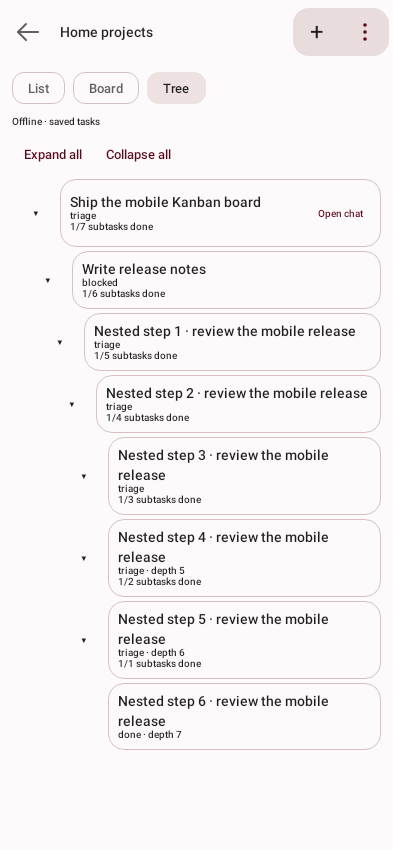 Home projects
+
List
Board
Tree
Offline · saved tasks
Expand all
Collapse all
Ship the mobile Kanban board
triage
1/7 subtasks done
Open chat
Write release notes
blocked
1/6 subtasks done
Nested step 1 · review the mobile release
triage
1/5 subtasks done
Nested step 2 · review the mobile release
triage
1/4 subtasks done
Nested step 3 · review the mobile
release
triage
1/3 subtasks done
Nested step 4 · review the mobile
release
triage · depth 5
1/2 subtasks done
Nested step 5 · review the mobile
release
triage · depth 6
1/1 subtasks done
Nested step 6 · review the mobile
release
done · depth 7